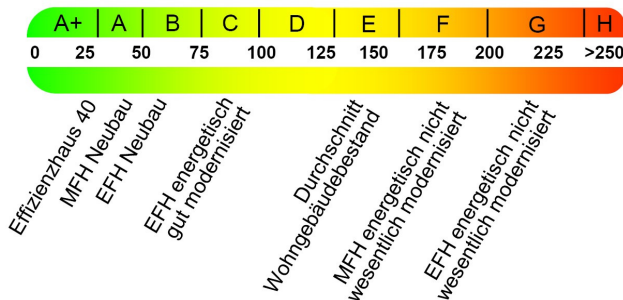 A+ A B C D E F G H
0 25 50 75 100 125 150 175 200 225 >250
Effizienzhaus 40
MFH Neubau
EFH Neubau
EFH energetisch
gut modernisiert
Durchschnitt
Wohngebäudebestand
MFH energetisch nicht
wesentlich modernisiert
EFH energetisch nicht
wesentlich modernisiert